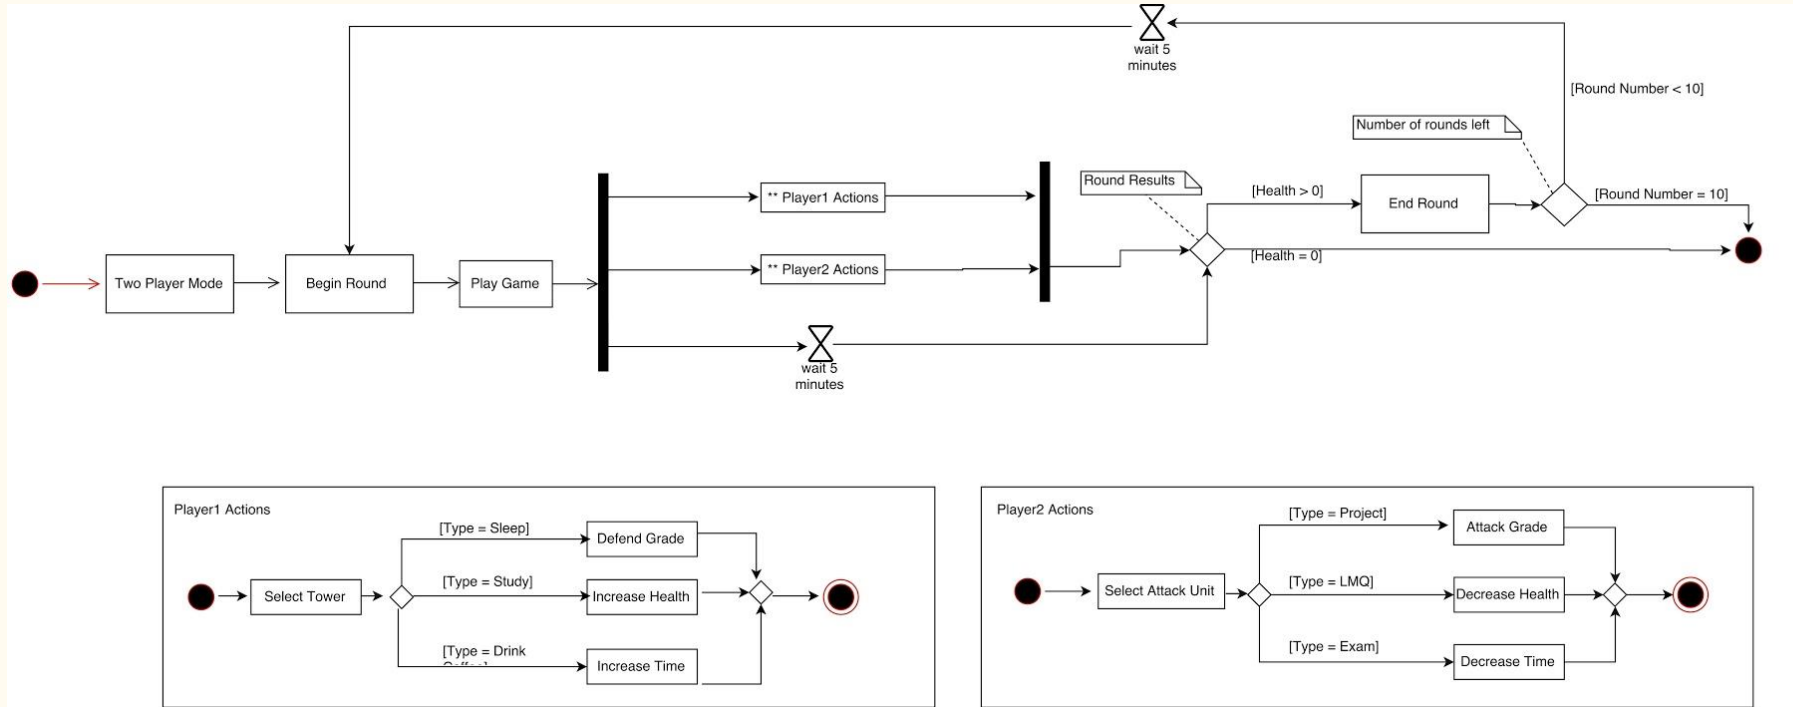 wait 5
minutes
[Round Number < 10]
Number of rounds left
Round Results
[Health > 0]
[Round Number = 10]
** Player1 Actions
End Round
[Health = 0]
** Player2 Actions
Two Player Mode
Begin Round
Play Game
wait 5
minutes
Player1 Actions
[Type = Sleep]
Defend Grade
[Type = Study]
Select Tower
Increase Health
[Type = Drink
Increase Time
Player2 Actions
[Type = Project]
Attack Grade
[Type = LMQ]
Select Attack Unit
Decrease Health
[Type = Exam]
Decrease Time